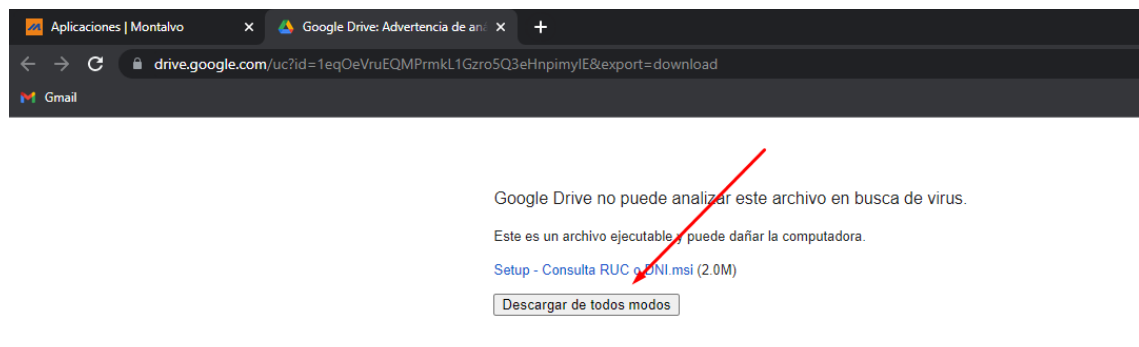 Aplicaciones | Montalvo
Google Drive: Advertencia de aná
drive.google.com/uc?id=1eqOeVruEQMPrmkL1Gzro5Q3eHnpimyIE&export=download
Gmail
Google Drive no puede analizar este archivo en busca de virus.
Este es un archivo ejecutable y puede dañar la computadora.
Setup - Consulta RUC o DNI.msi (2.0M)
Descargar de todos modos